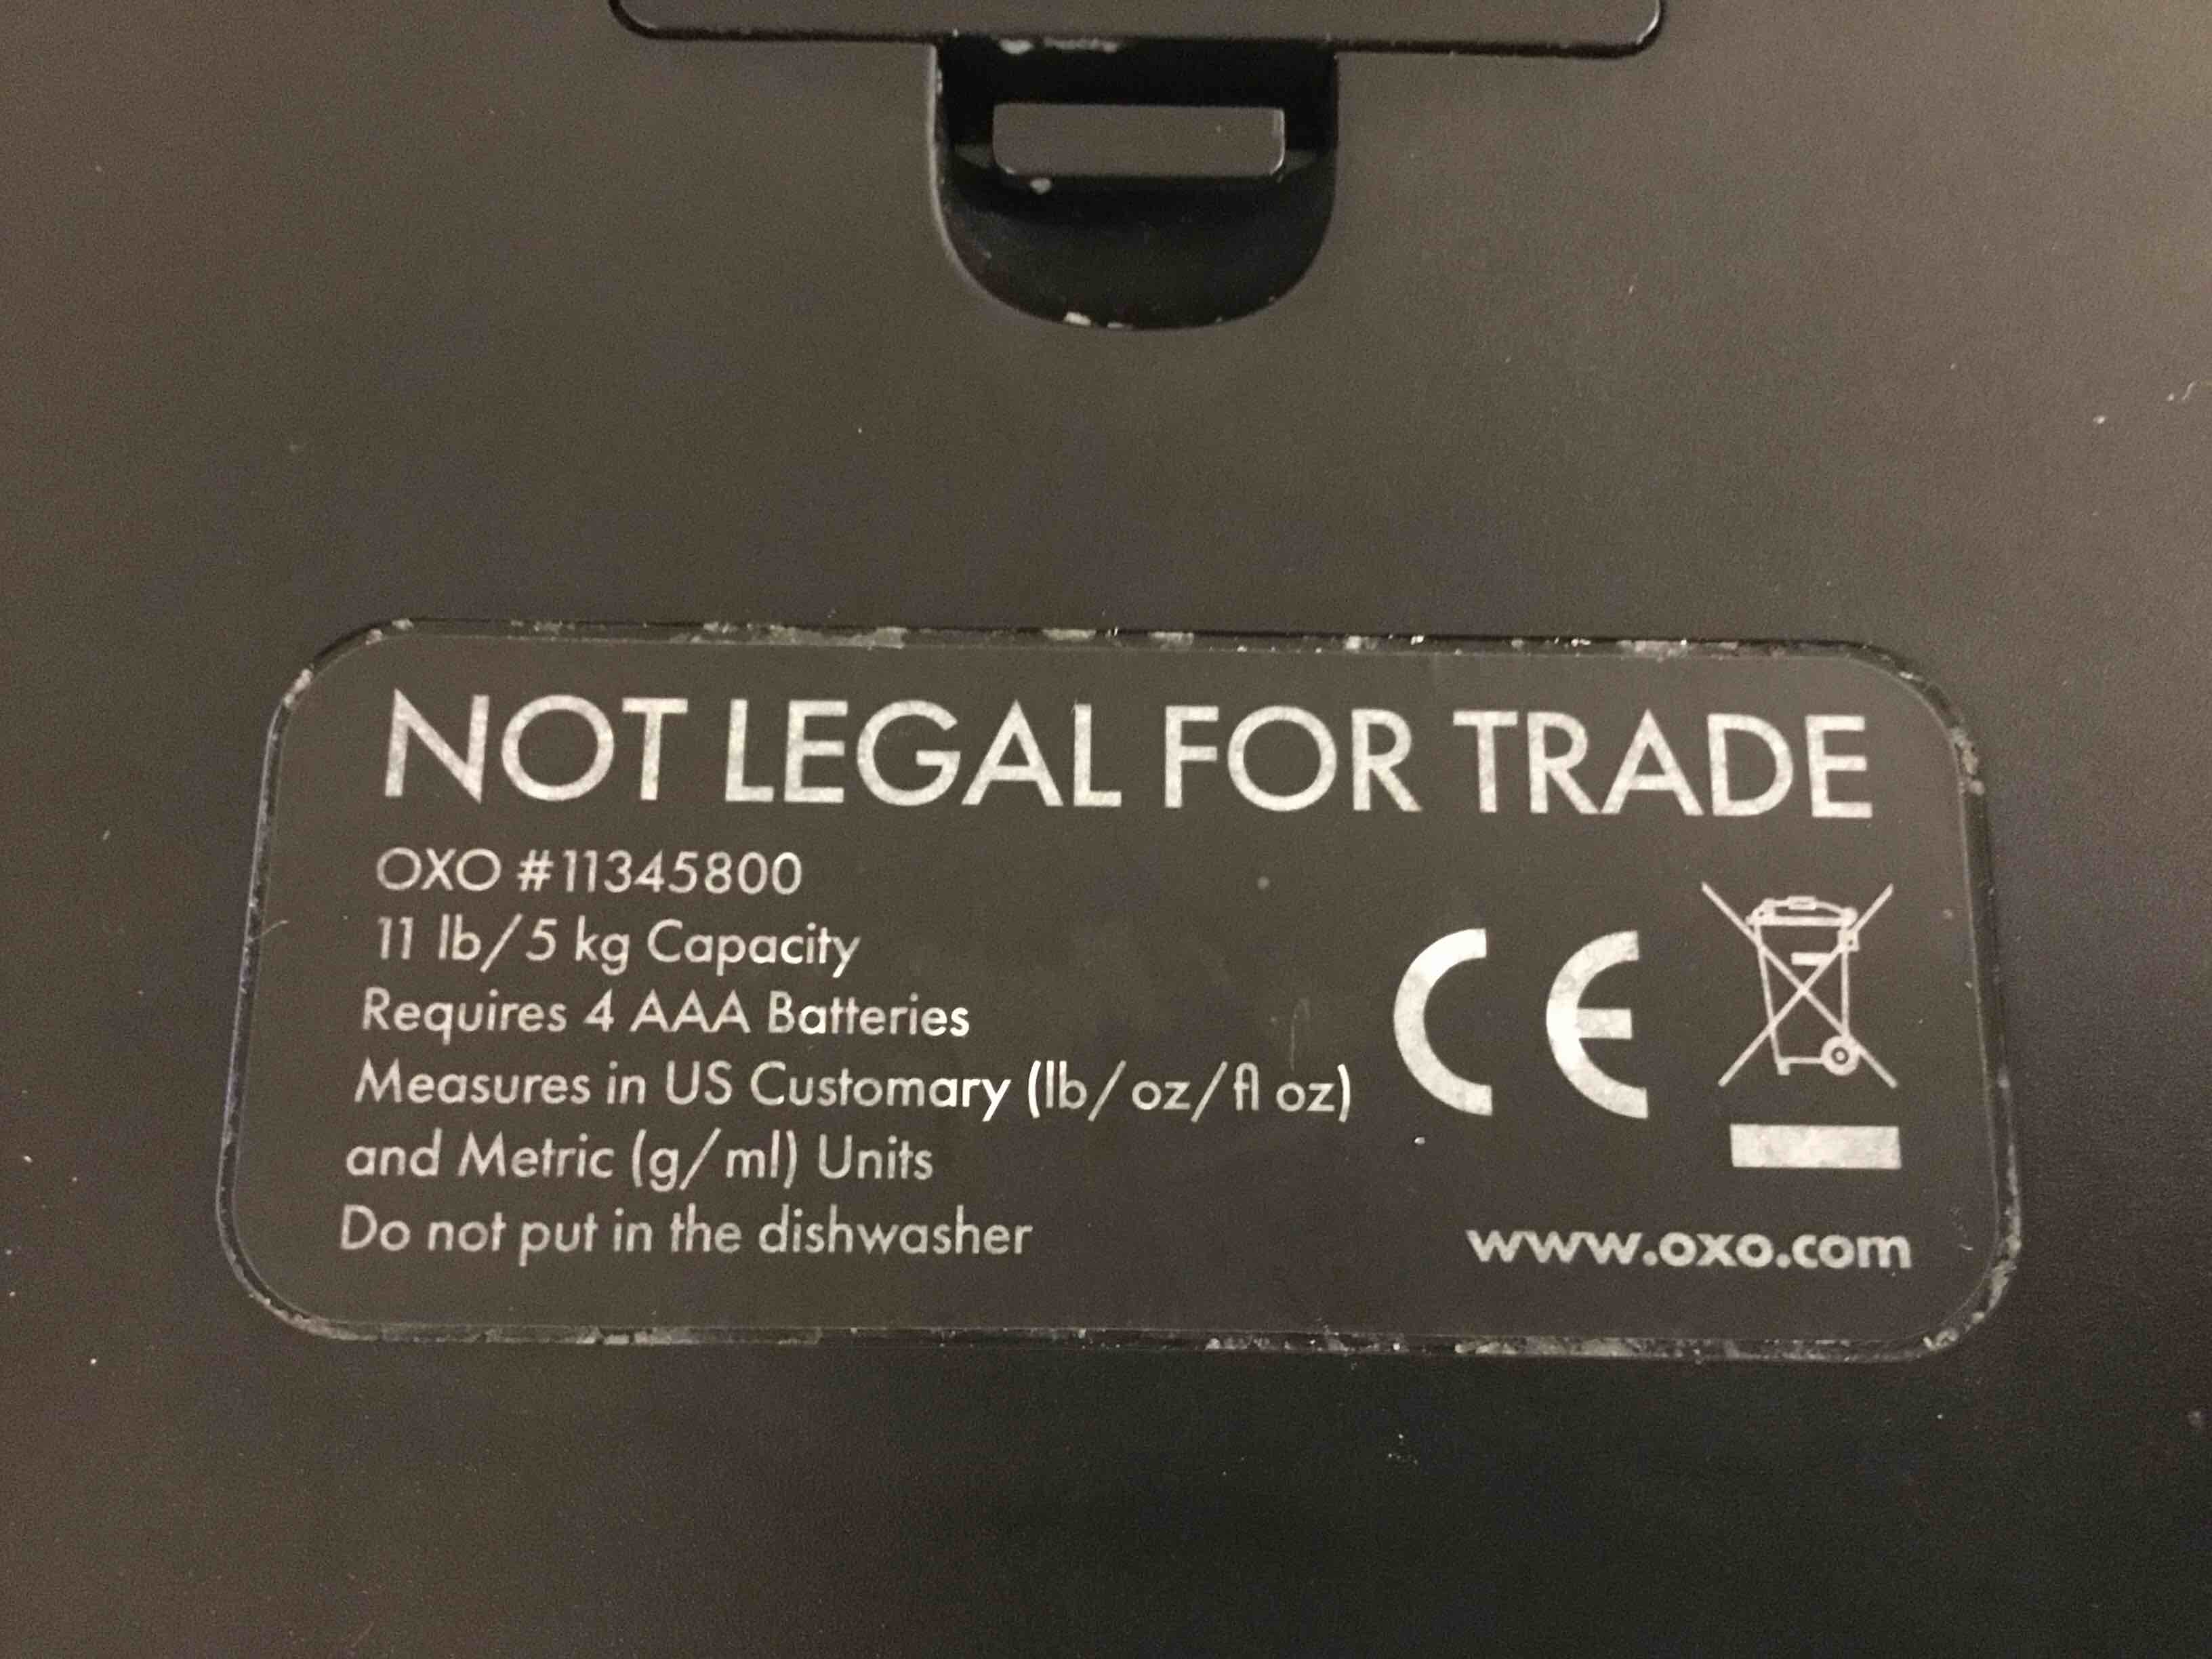 NOT LEGAL FOR TRADE
OXO #11345800
11 lb/5 kg Capacity
Requires 4 AAA Batteries
Measures in US Customary (lb/oz/fl oz)
and Metric (g/ml) Units
Do not put in the dishwasher
CE
www.oxo.com